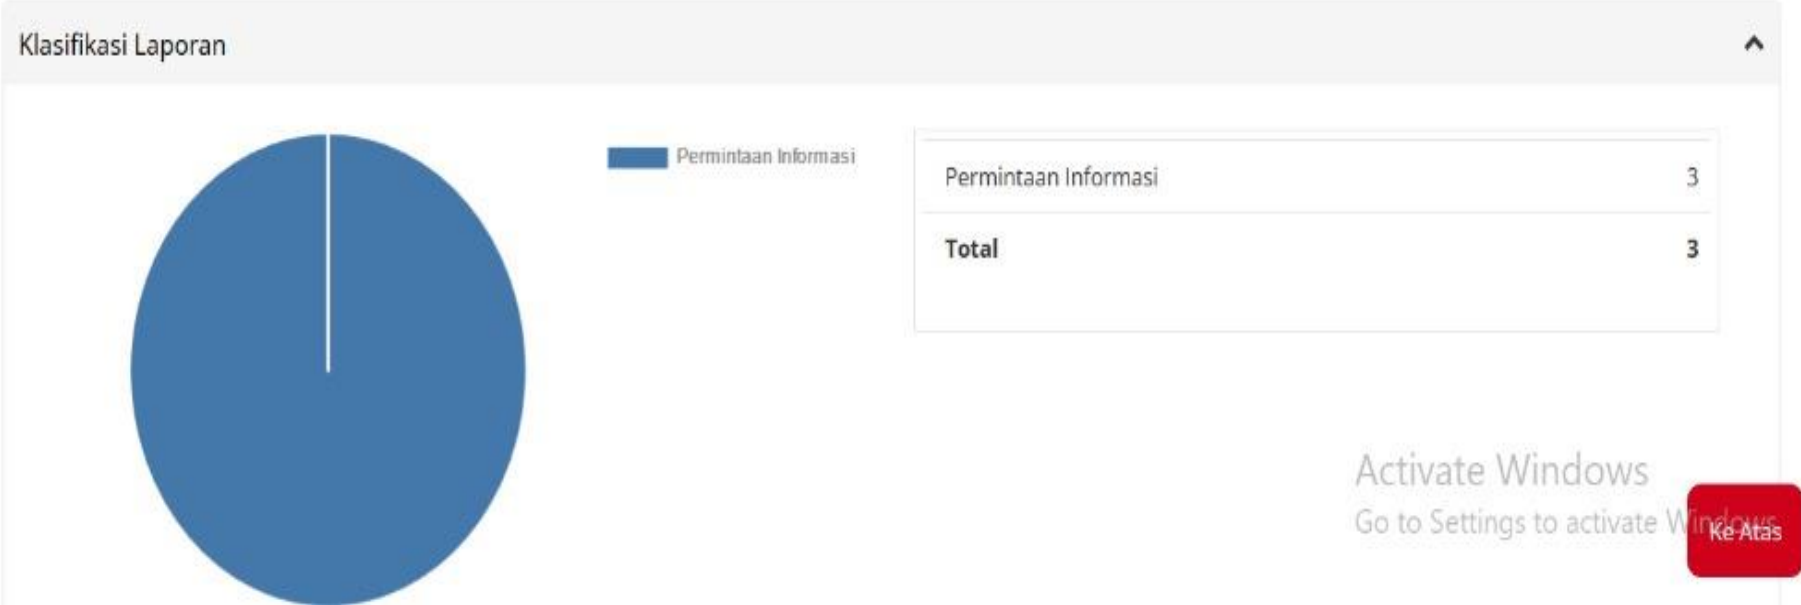 Klasifikasi Laporan
Permintaan Informasi
Permintaan Informasi 3
Total 3
Activate Windows
Go to Settings to activate Windows.
Ke Atas